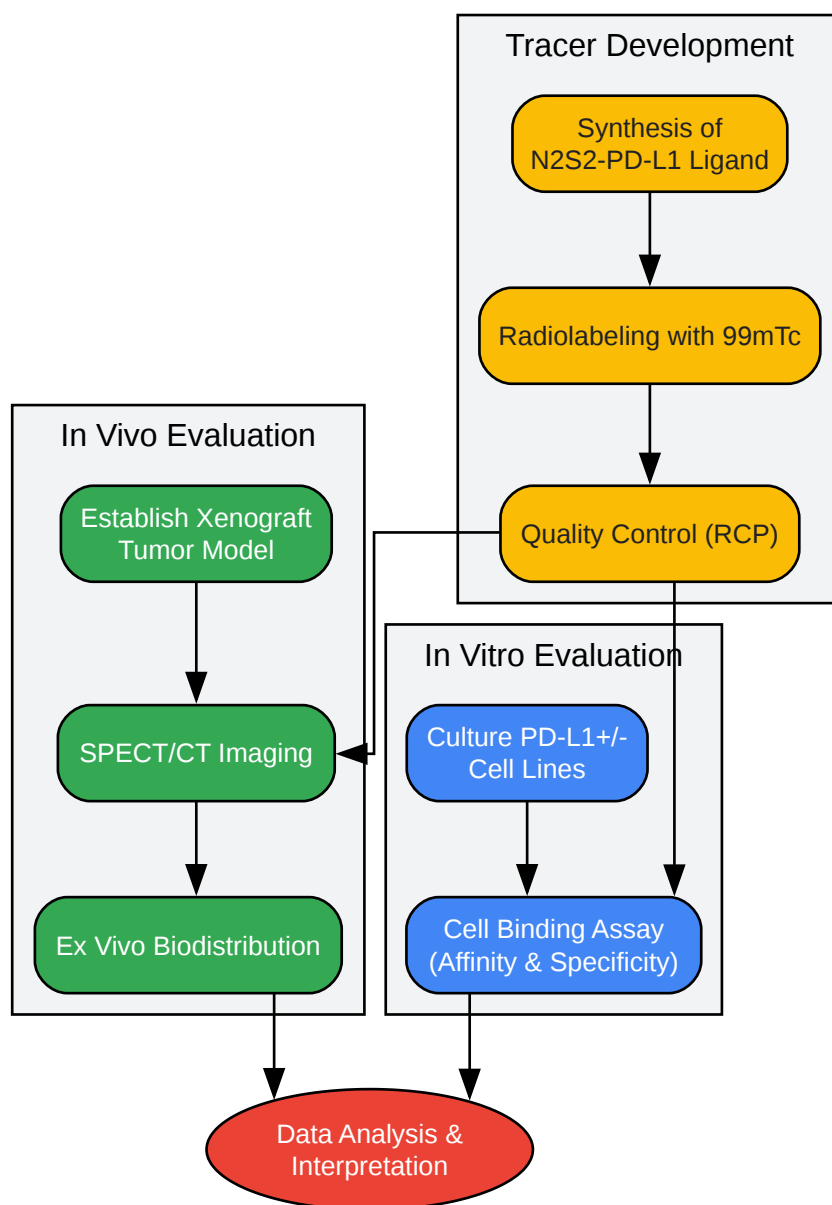 Tracer Development
Synthesis of
N2S2-PD-L1 Ligand
Radiolabeling with 99mTc
Quality Control (RCP)
In Vivo Evaluation
Establish Xenograft
Tumor Model
SPECT/CT Imaging
Ex Vivo Biodistribution
In Vitro Evaluation
Culture PD-L1+/-
Cell Lines
Cell Binding Assay
(Affinity & Specificity)
Data Analysis &
Interpretation